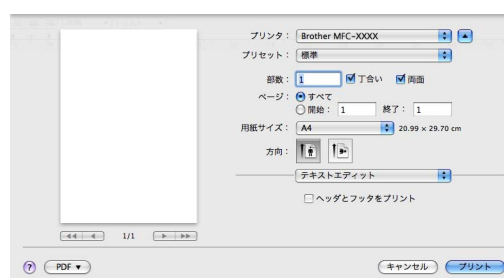 プリンタ： Brother MFC-XXXX
プリセット： 標準
部数： 1 丁合い 両面
ページ： すべて
開始： 1 終了： 1
用紙サイズ： A4 20.99 x 29.70 cm
方向：
テキストエディット
ヘッダとフッタをプリント
1/1
? PDF▼ キャンセル プリント